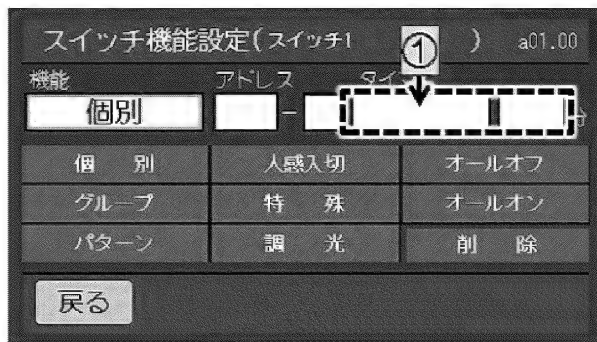 スイッチ機能設定(スイッチ1 ① ) a01.00
機能 アドレス タイ
個別 -
個 別 人感入切 オールオフ
グループ 特 殊 オールオン
パターン 調 光 削 除
戻る